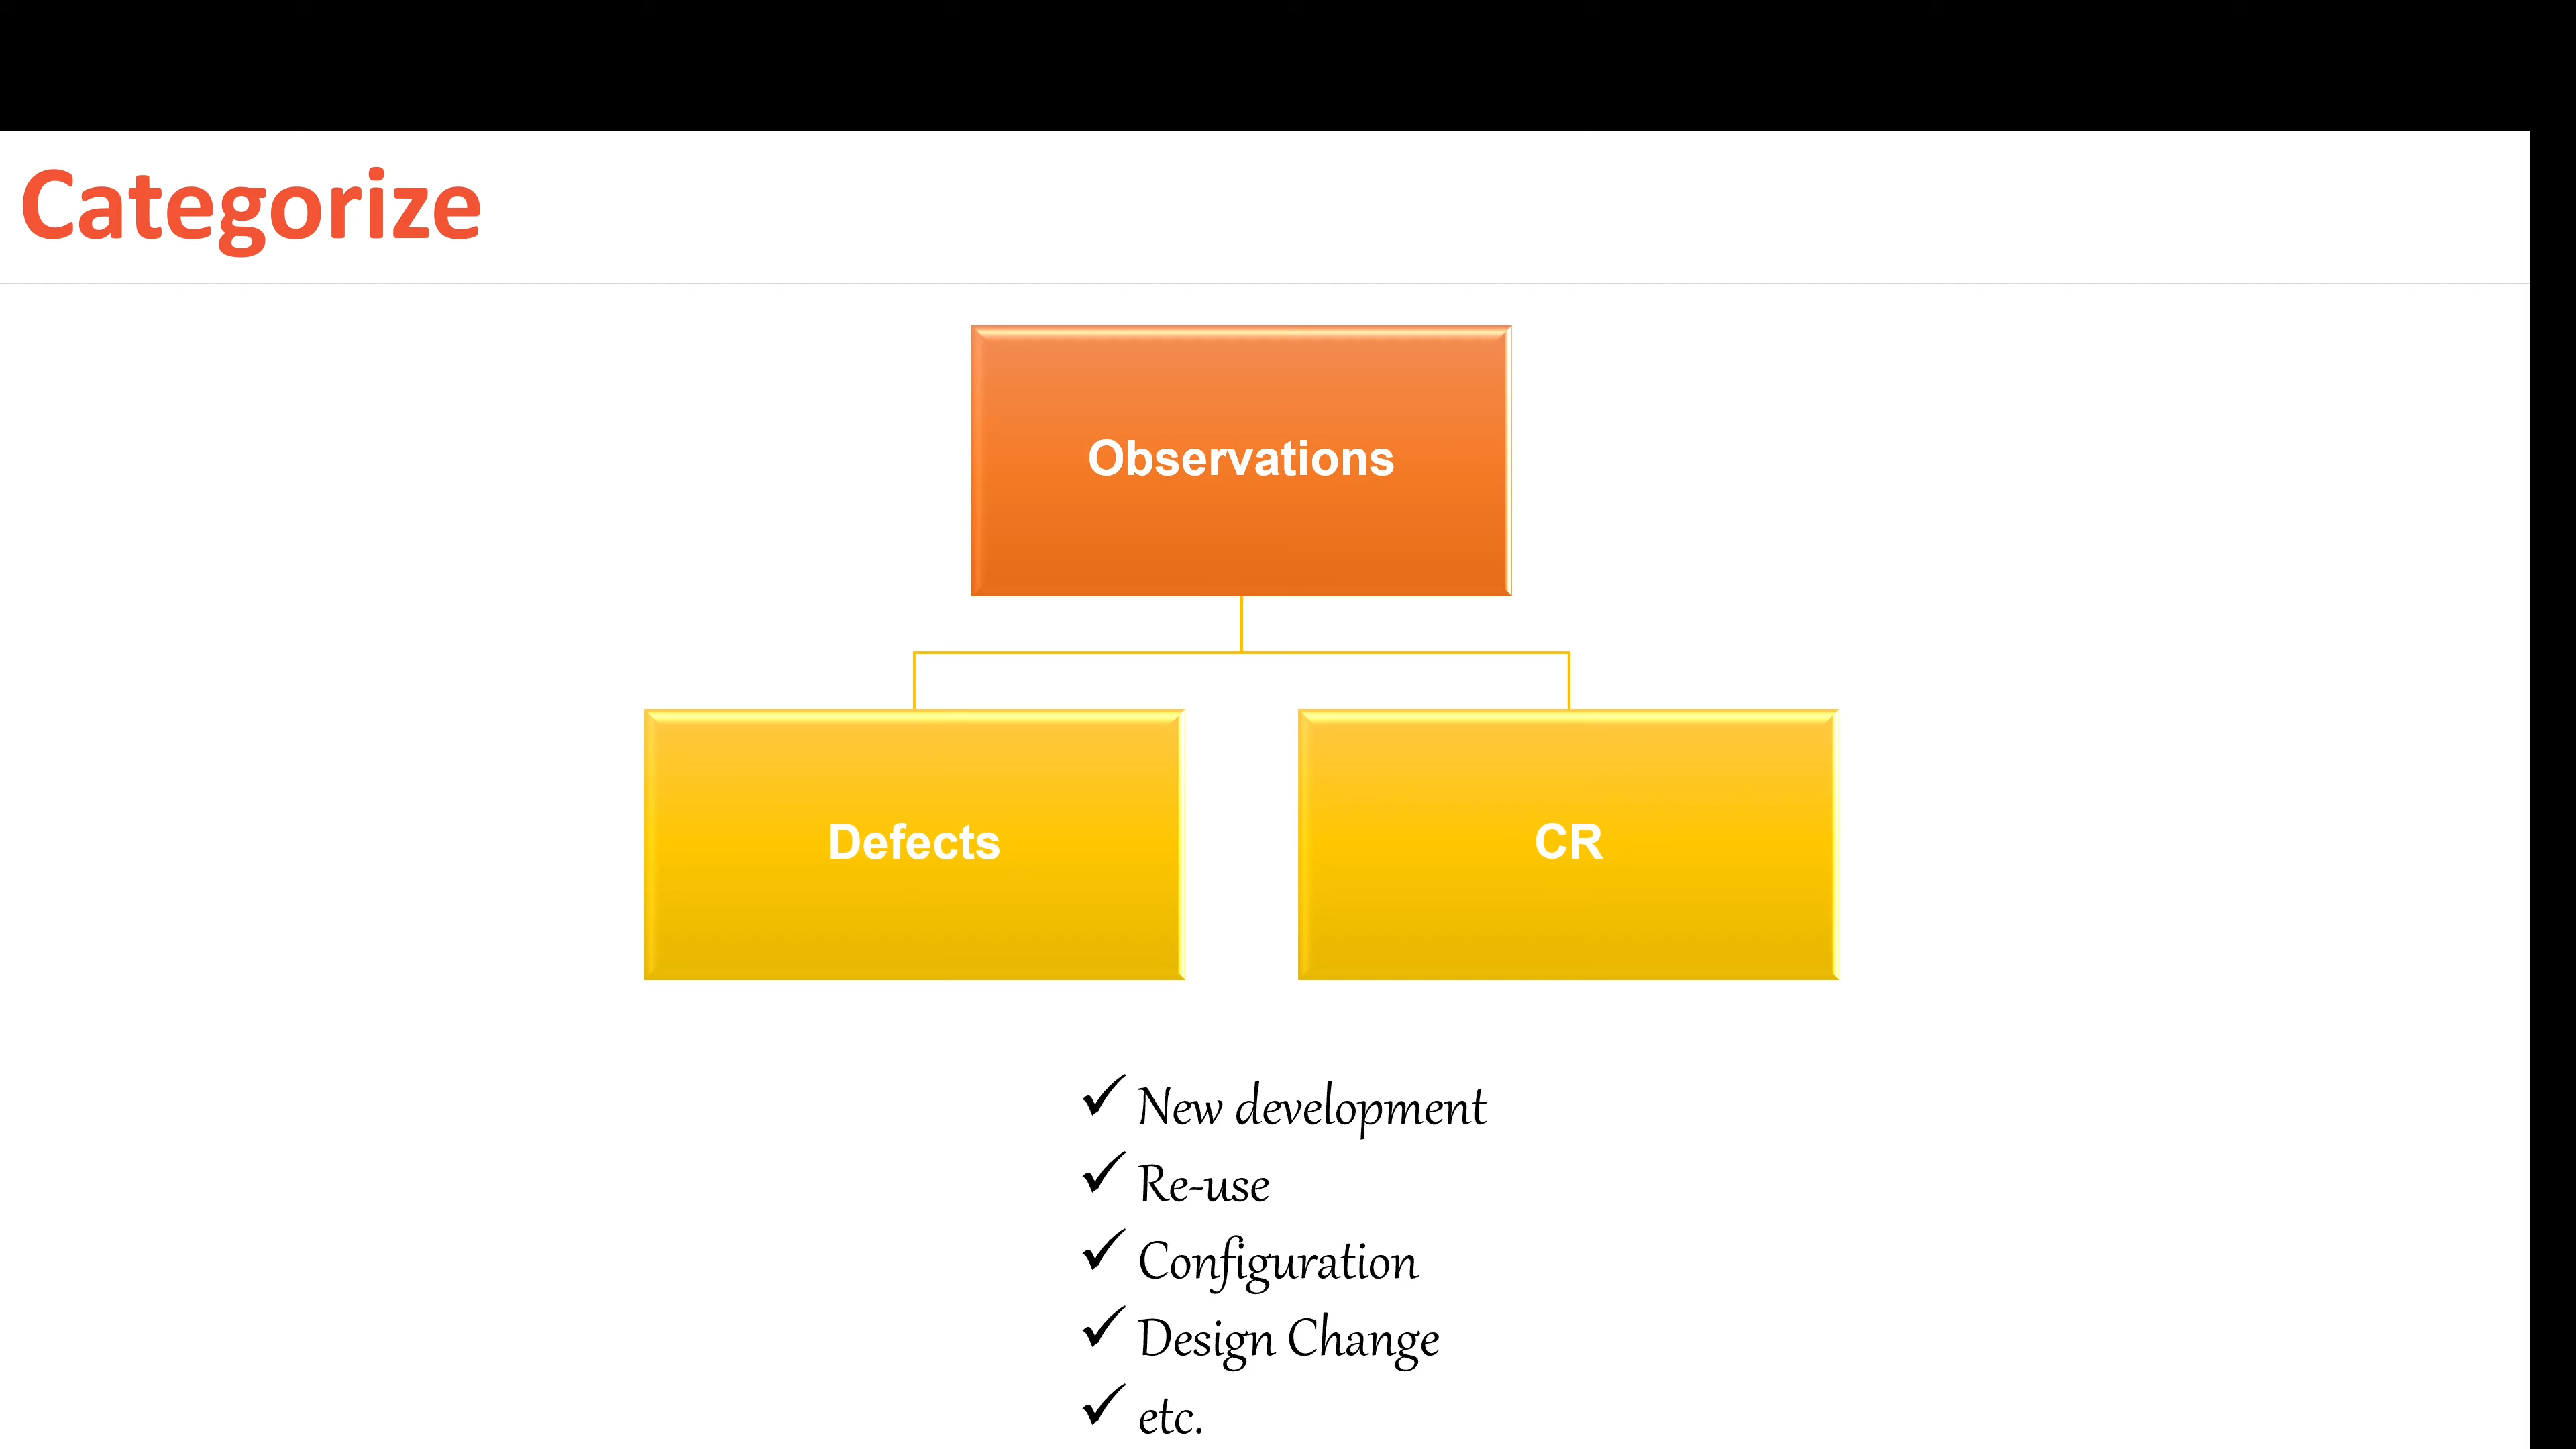 Categorize
Observations
Defects
CR
✓ New development
✓ Re-use
✓ Configuration
✓ Design Change
✓ etc.